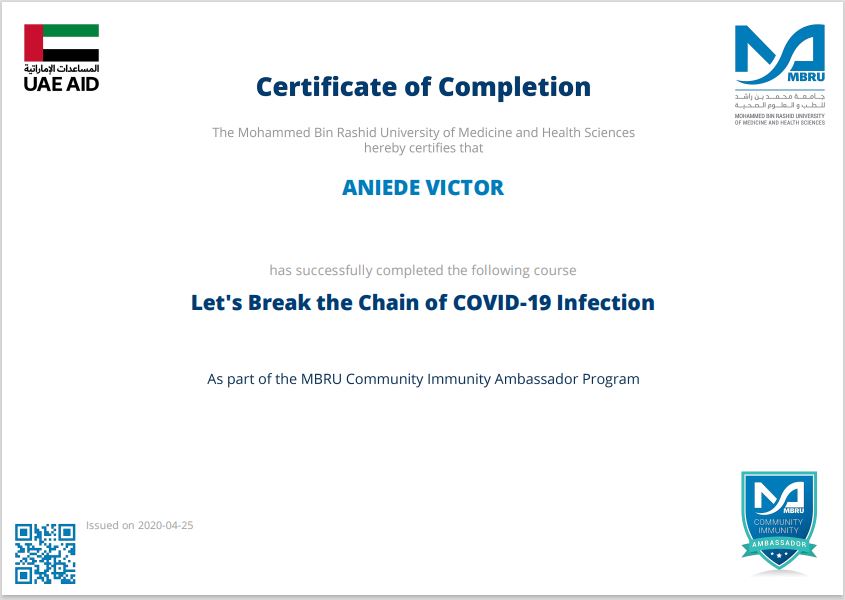 المساعدات الإماراتية
UAE AID
MBRU
جامعة محمد بن راشد
للطب و العلوم الصحية
MOHAMMED BIN RASHID UNIVERSITY
OF MEDICINE AND HEALTH SCIENCES
Certificate of Completion
The Mohammed Bin Rashid University of Medicine and Health Sciences
hereby certifies that
ANIEDE VICTOR
has successfully completed the following course
Let's Break the Chain of COVID-19 Infection
As part of the MBRU Community Immunity Ambassador Program
Issued on 2020-04-25
MBRU
COMMUNITY
IMMUNITY
AMBASSADOR